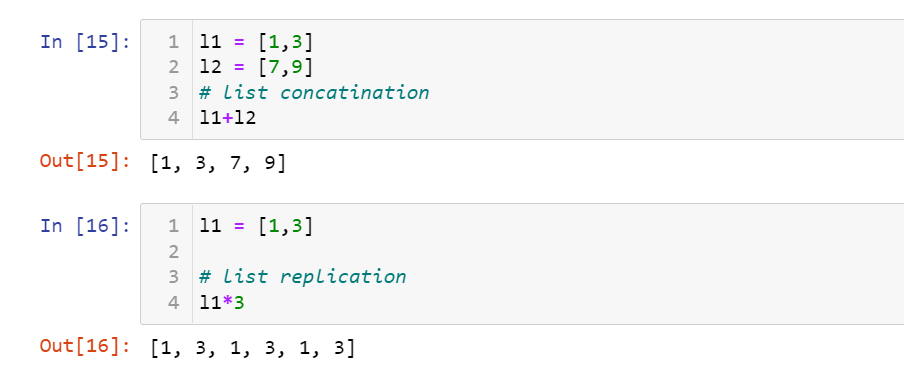 In [15]:
1 l1 = [1,3]
2 l2 = [7,9]
3 # list concatination
4 l1+l2
Out[15]: [1, 3, 7, 9]
In [16]:
1 l1 = [1,3]
2
3 # list replication
4 l1*3
Out[16]: [1, 3, 1, 3, 1, 3]